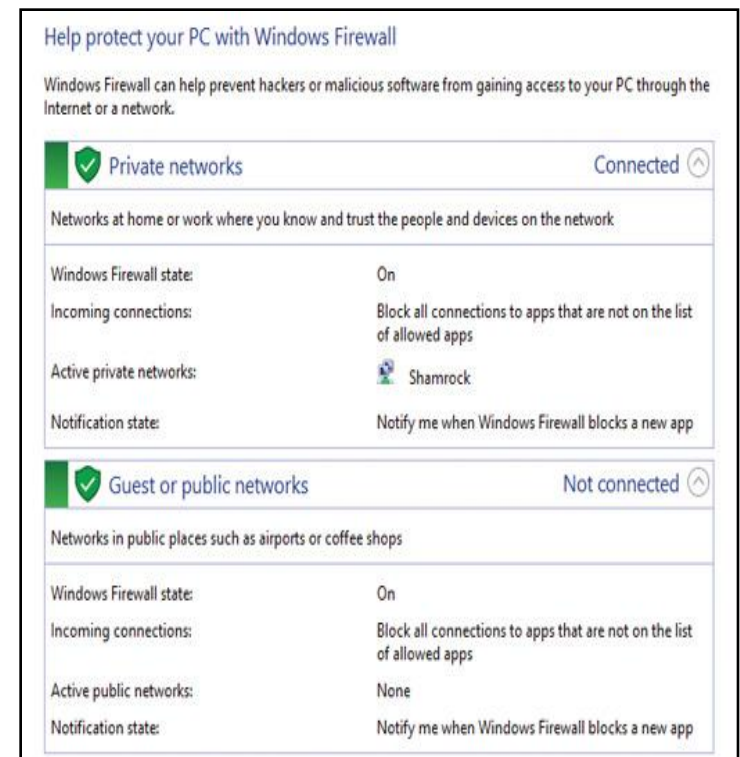 Help protect your PC with Windows Firewall
Windows Firewall can help prevent hackers or malicious software from gaining access to your PC through the
Internet or a network.
Private networks Connected
Networks at home or work where you know and trust the people and devices on the network
Windows Firewall state: On
Incoming connections: Block all connections to apps that are not on the list
of allowed apps
Active private networks: Shamrock
Notification state: Notify me when Windows Firewall blocks a new app
Guest or public networks Not connected
Networks in public places such as airports or coffee shops
Windows Firewall state: On
Incoming connections: Block all connections to apps that are not on the list
of allowed apps
Active public networks: None
Notification state: Notify me when Windows Firewall blocks a new app